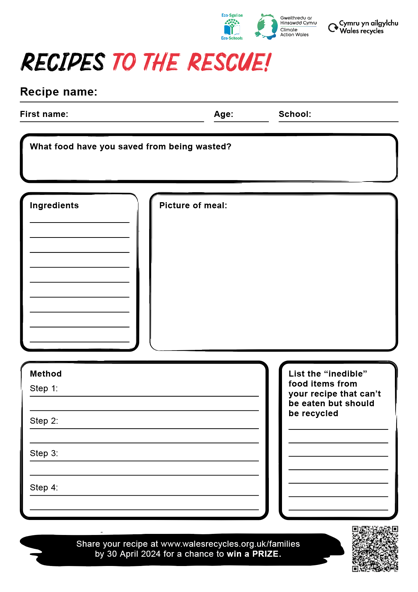 Eco-Sgolion
Eco-Schools
Gweithredu ar
Hinsawdd Cymru
Climate
Action Wales
Cymru yn ailgylchu
Wales recycles
RECIPES TO THE RESCUE!
Recipe name:
First name:
Age:
School:
What food have you saved from being wasted?
Ingredients
Picture of meal:
Method
Step 1:
Step 2:
Step 3:
Step 4:
List the “inedible”
food items from
your recipe that can’t
be eaten but should
be recycled
Share your recipe at www.walesrecycles.org.uk/families
by 30 April 2024 for a chance to win a PRIZE.